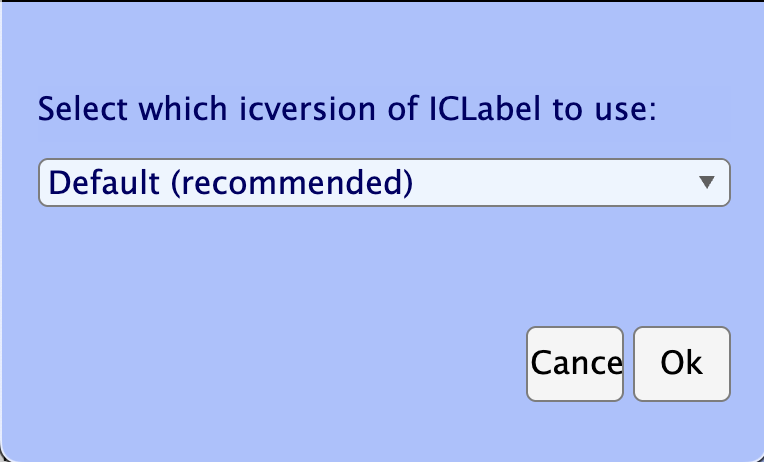 Select which icversion of ICLabel to use:
Default (recommended)
Cance
Ok